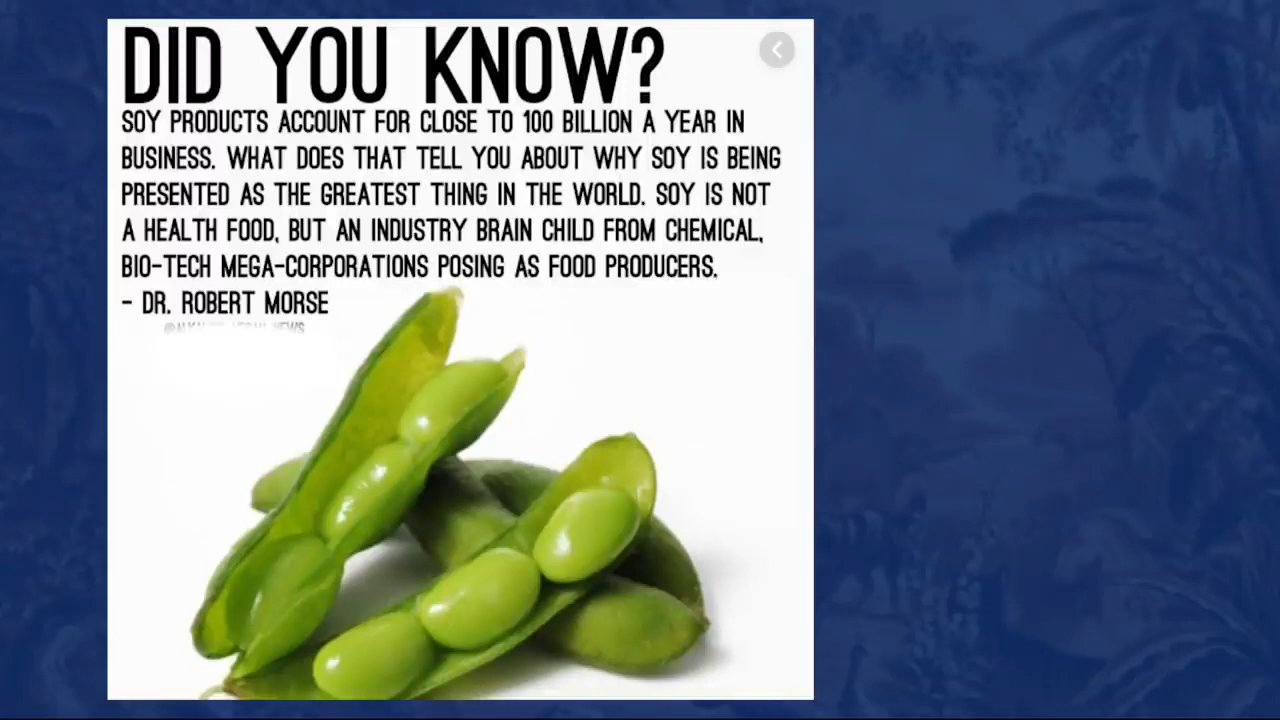 DID YOU KNOW?
SOY PRODUCTS ACCOUNT FOR CLOSE TO 100 BILLION A YEAR IN
BUSINESS. WHAT DOES THAT TELL YOU ABOUT WHY SOY IS BEING
PRESENTED AS THE GREATEST THING IN THE WORLD. SOY IS NOT
A HEALTH FOOD, BUT AN INDUSTRY BRAIN CHILD FROM CHEMICAL,
BIO-TECH MEGA-CORPORATIONS POSING AS FOOD PRODUCERS.
- DR. ROBERT MORSE